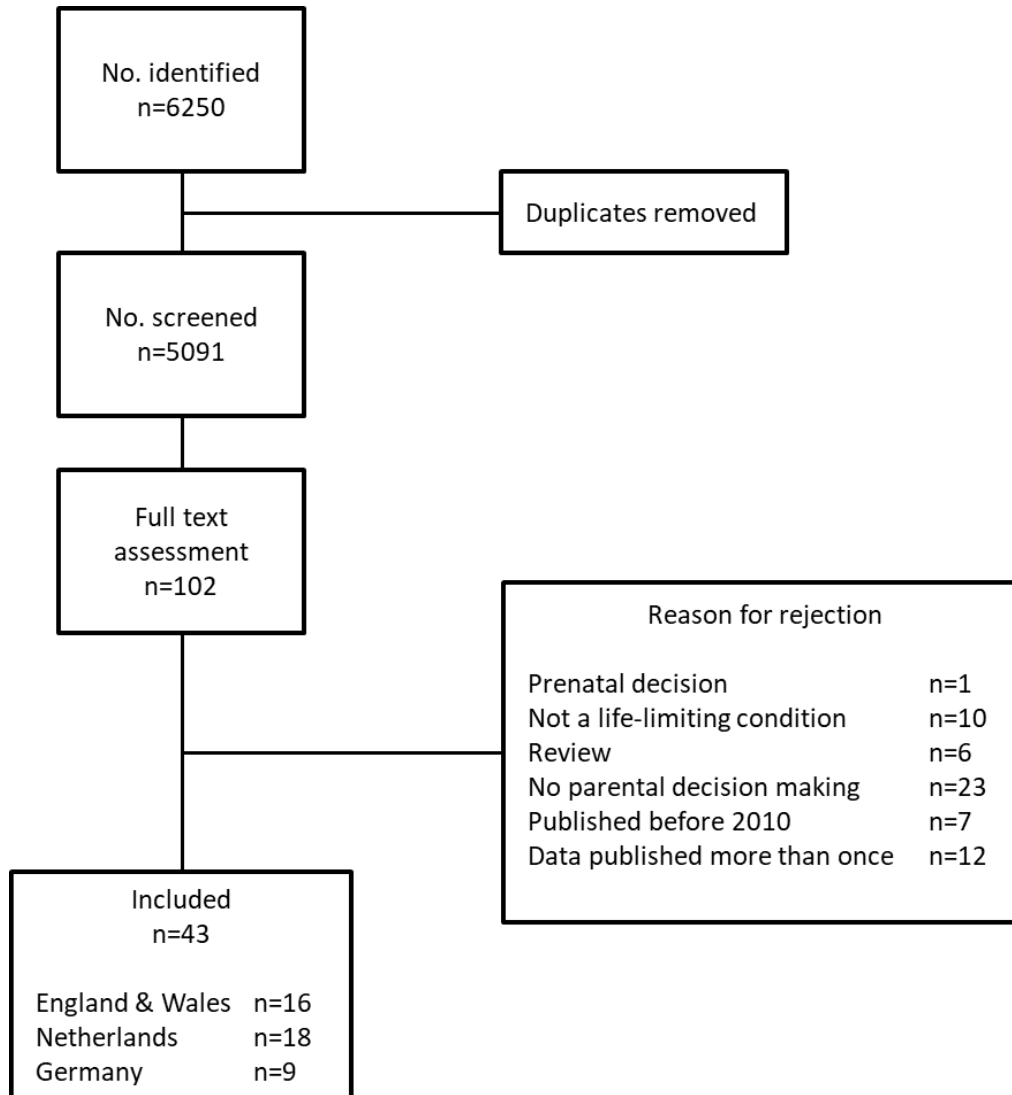 No. identified
n=6250
Duplicates removed
No. screened
n=5091
Full text
assessment
n=102
Reason for rejection
Prenatal decision n=1
Not a life-limiting condition n=10
Review n=6
No parental decision making n=23
Published before 2010 n=7
Data published more than once n=12
Included
n=43
England & Wales n=16
Netherlands n=18
Germany n=9